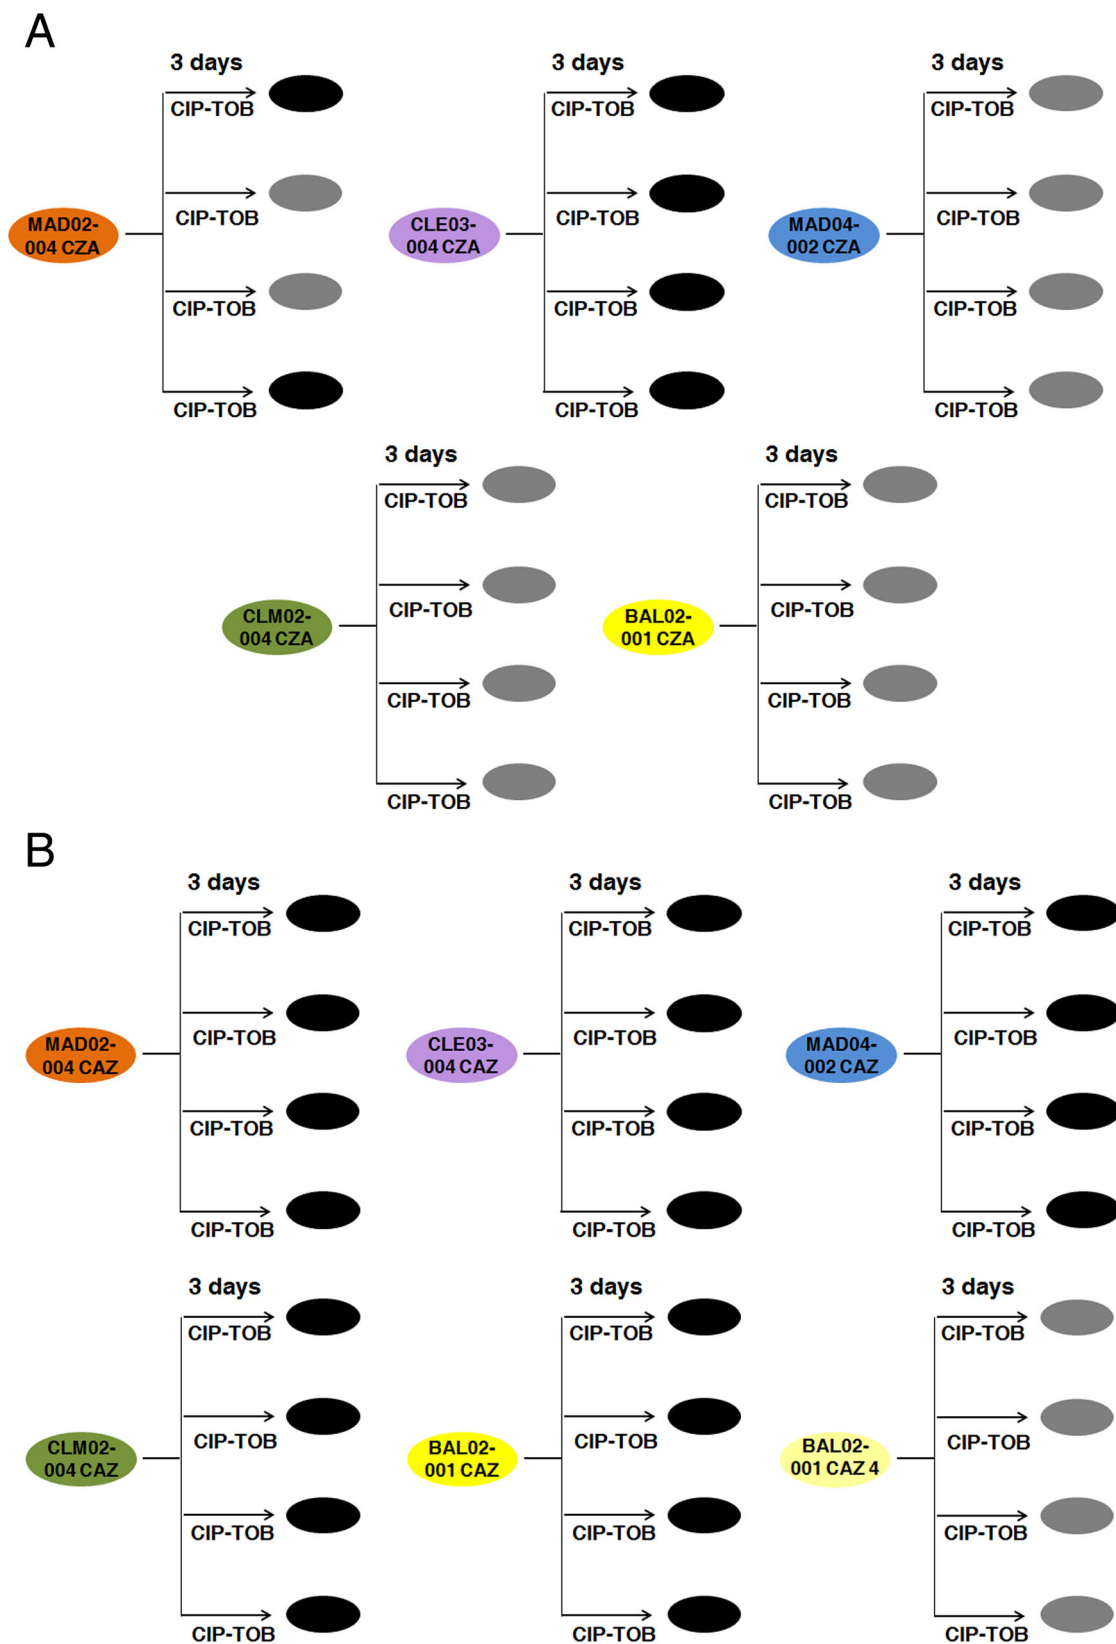 A
3 days
CIP-TOB
CIP-TOB
CIP-TOB
CIP-TOB
MAD02-
004 CZA
3 days
CIP-TOB
CIP-TOB
CIP-TOB
CIP-TOB
CLE03-
004 CZA
3 days
CIP-TOB
CIP-TOB
CIP-TOB
CIP-TOB
MAD04-
002 CZA
3 days
CIP-TOB
CIP-TOB
CIP-TOB
CIP-TOB
CLM02-
004 CZA
3 days
CIP-TOB
CIP-TOB
CIP-TOB
CIP-TOB
BAL02-
001 CZA
B
3 days
CIP-TOB
CIP-TOB
CIP-TOB
CIP-TOB
MAD02-
004 CAZ
3 days
CIP-TOB
CIP-TOB
CIP-TOB
CIP-TOB
CLE03-
004 CAZ
3 days
CIP-TOB
CIP-TOB
CIP-TOB
CIP-TOB
MAD04-
002 CAZ
3 days
CIP-TOB
CIP-TOB
CIP-TOB
CIP-TOB
CLM02-
004 CAZ
3 days
CIP-TOB
CIP-TOB
CIP-TOB
CIP-TOB
BAL02-
001 CAZ
3 days
CIP-TOB
CIP-TOB
CIP-TOB
CIP-TOB
BAL02-
001 CAZ 4